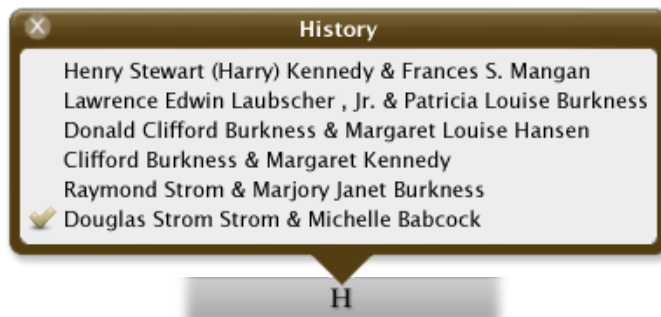 History
Henry Stewart (Harry) Kennedy & Frances S. Mangan
Lawrence Edwin Laubscher , Jr. & Patricia Louise Burkness
Donald Clifford Burkness & Margaret Louise Hansen
Clifford Burkness & Margaret Kennedy
Raymond Strom & Marjory Janet Burkness
Douglas Strom Strom & Michelle Babcock
H